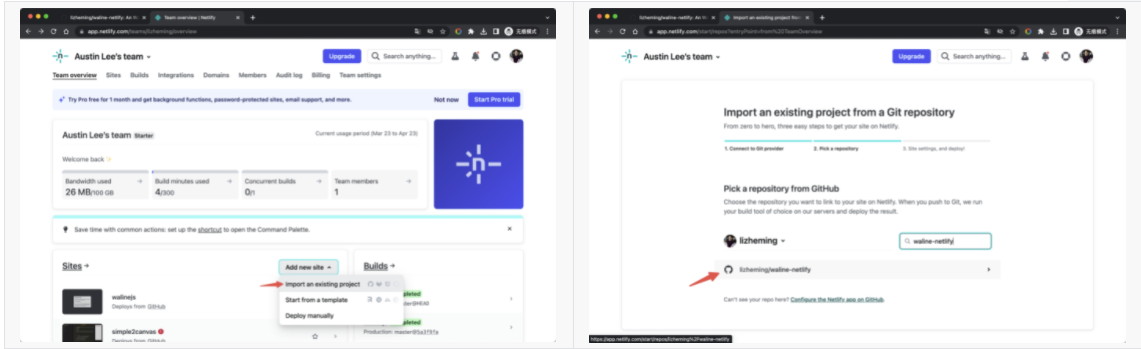 lizheming/waline-netlify: An In
Team overview | Netlify
app.netlify.com/teams/lizheming/overview
无痕模式
Austin Lee's team
Upgrade
Search anything...
Team overview Sites Builds Integrations Domains Members Audit log Billing Team settings
Try Pro free for 1 month and get background functions, password-protected sites, email support, and more.
Not now
Start Pro trial
Austin Lee's team Starter
Current usage period (Mar 23 to Apr 23)
Welcome back
Bandwidth used
26 MB/100 GB
Build minutes used
4/300
Concurrent builds
0/1
Team members
1
Save time with common actions: set up the shortcut to open the Command Palette.
Sites
Add new site
Builds
Import an existing project
Start from a template
Deploy manually
walinejs
Deploys from GitHub
simple2canvas
Deploys from GitHub
Production: master@5a3f9fa
lizheming/waline-netlify: An In
Import an existing project from
app.netlify.com/start/repos?entryPoint=from%20TeamOverview
无痕模式
Austin Lee's team
Upgrade
Search anything...
Import an existing project from a Git repository
From zero to hero, three easy steps to get your site on Netlify.
1. Connect to Git provider
2. Pick a repository
3. Site settings, and deploy!
Pick a repository from GitHub
Choose the repository you want to link to your site on Netlify. When you push to Git, we run
your build tool of choice on our servers and deploy the result.
lizheming
waline-netlify
lizheming/waline-netlify
Can't see your repo here? Configure the Netlify app on GitHub.
https://app.netlify.com/start/repos/lizheming%2Fwaline-netlify